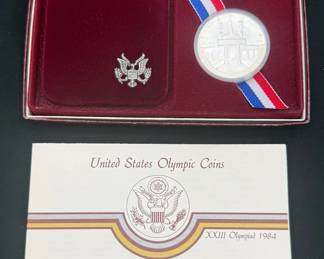 United States Olympic Coins
XXIII Olympiad 1984